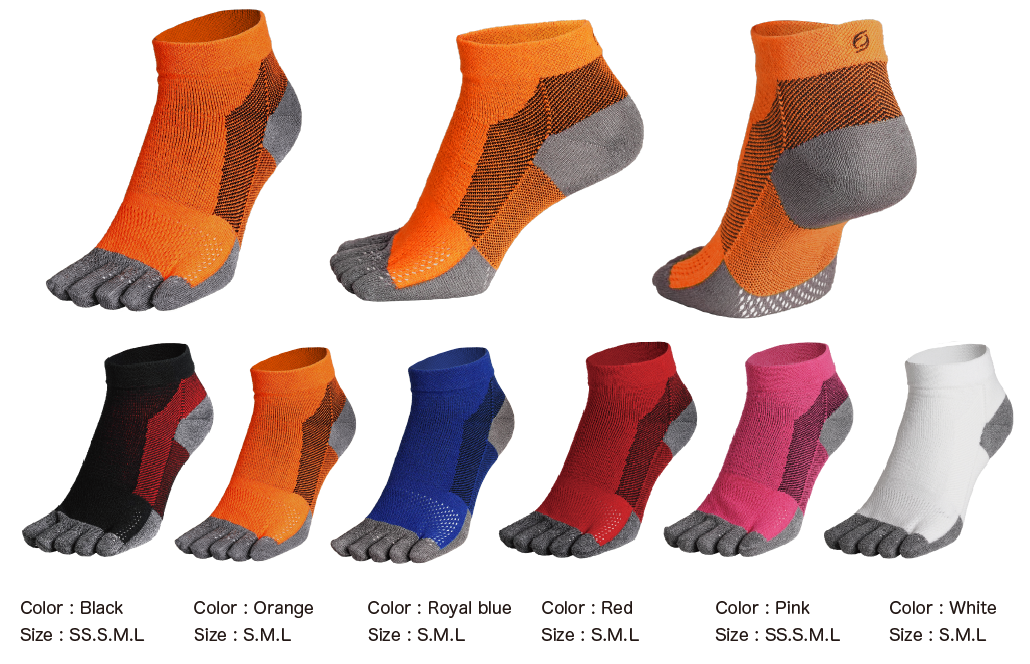 Color : Black
Size : SS.S.M.L
Color : Orange
Size : S.M.L
Color : Royal blue
Size : S.M.L
Color : Red
Size : S.M.L
Color : Pink
Size : SS.S.M.L
Color : White
Size : S.M.L